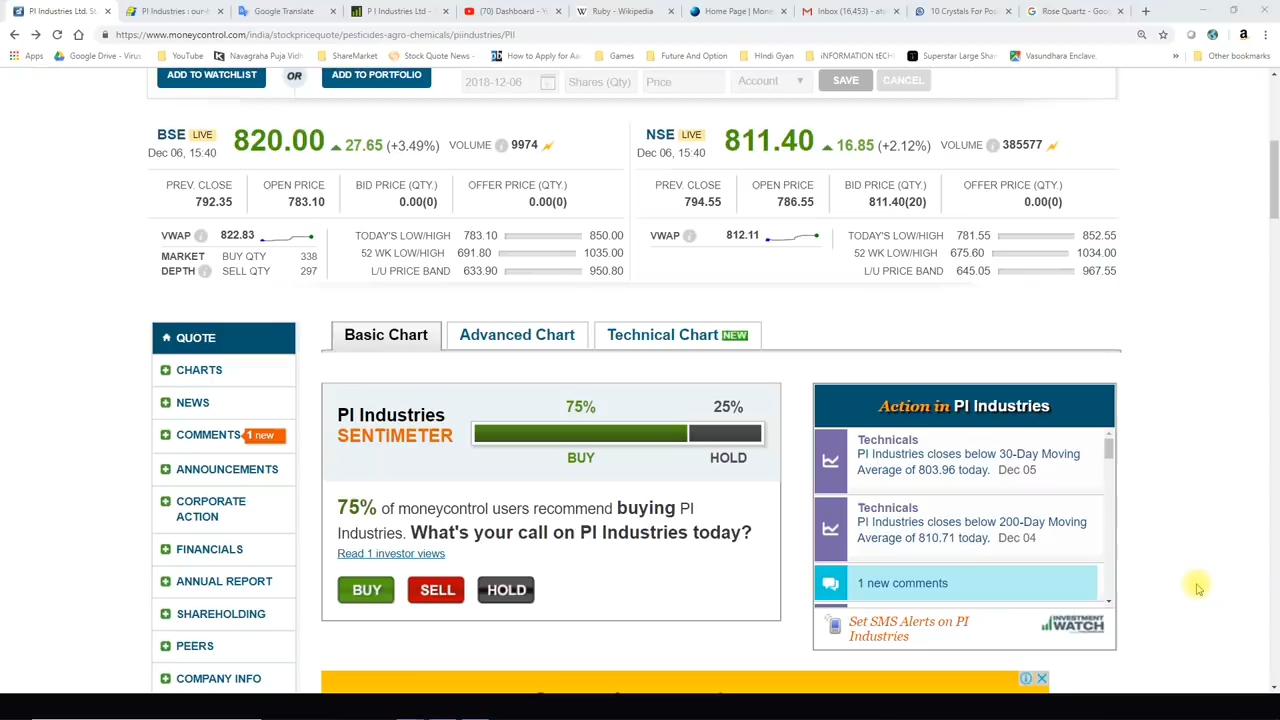 PI Industries Ltd. St
PI Industries : our-h
Google Translate
P I Industries Ltd -
(70) Dashboard - Y
Ruby - Wikipedia
Home Page | Mone
Inbox (16,453) - ate
10 Crystals For Pos
Rose Quartz - Goog
https://www.moneycontrol.com/india/stockpricequote/pesticides-agro-chemicals/piindustries/PII
Apps
Google Drive - Virus
YouTube
Navagraha Puja Vidh
ShareMarket
Stock Quote News -
How to Apply for Aa
Games
Future And Option
HIndi Gyan
iNFORMATION tECH
Superstar Large Shar
Vasundhara Enclave,
»
Other bookmarks
ADD TO WATCHLIST
OR
ADD TO PORTFOLIO
2018-12-06
Shares (Qty)
Price
Account
SAVE
CANCEL
BSE LIVE
Dec 06, 15:40
820.00
27.65 (+3.49%)
VOLUME 9974
NSE LIVE
Dec 06, 15:40
811.40
16.85 (+2.12%)
VOLUME 385577
PREV. CLOSE OPEN PRICE BID PRICE (QTY.) OFFER PRICE (QTY.)
792.35 783.10 0.00(0) 0.00(0)
PREV. CLOSE OPEN PRICE BID PRICE (QTY.) OFFER PRICE (QTY.)
794.55 786.55 811.40(20) 0.00(0)
VWAP 822.83
MARKET DEPTH
BUY QTY 338
SELL QTY 297
TODAY'S LOW/HIGH 783.10 850.00
52 WK LOW/HIGH 691.80 1035.00
L/U PRICE BAND 633.90 950.80
VWAP 812.11
TODAY'S LOW/HIGH 781.55 852.55
52 WK LOW/HIGH 675.60 1034.00
L/U PRICE BAND 645.05 967.55
QUOTE
CHARTS
NEWS
COMMENTS 1 new
ANNOUNCEMENTS
CORPORATE
ACTION
FINANCIALS
ANNUAL REPORT
SHAREHOLDING
PEERS
COMPANY INFO
Basic Chart
Advanced Chart
Technical Chart NEW
PI Industries
SENTIMETER
75% 25%
BUY HOLD
75% of moneycontrol users recommend buying PI
Industries. What's your call on PI Industries today?
Read 1 investor views
BUY
SELL
HOLD
Action in PI Industries
Technicals
PI Industries closes below 30-Day Moving
Average of 803.96 today. Dec 05
Technicals
PI Industries closes below 200-Day Moving
Average of 810.71 today. Dec 04
1 new comments
Set SMS Alerts on PI
Industries
INVESTMENT
WATCH